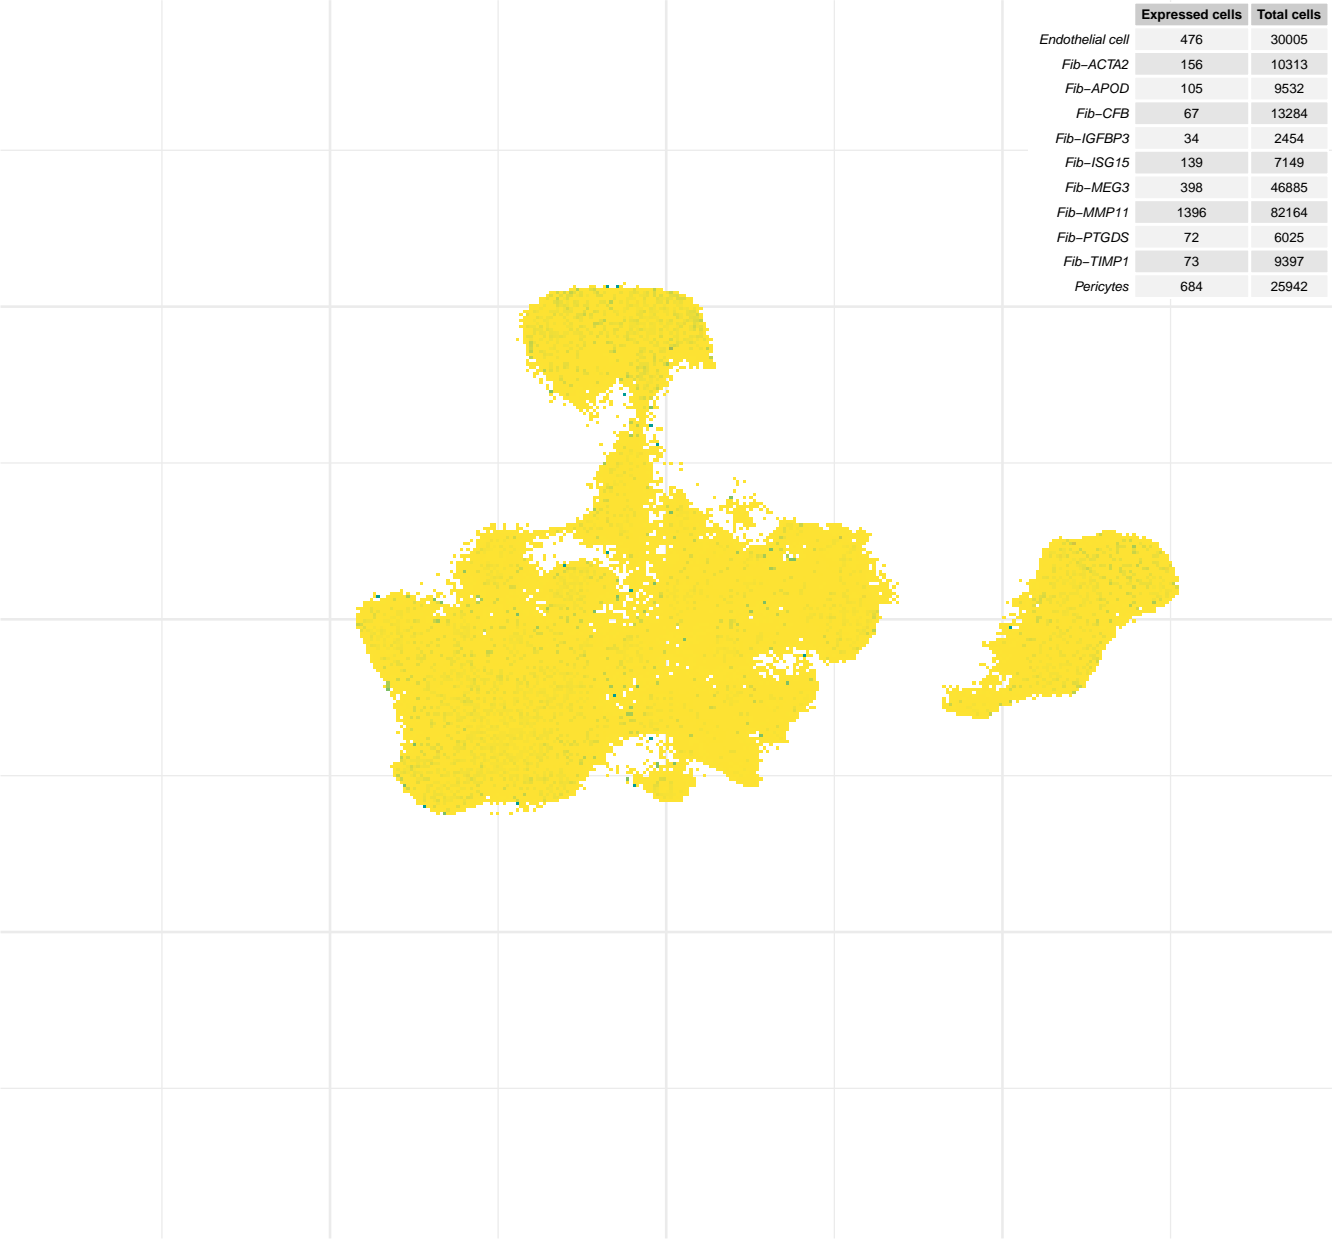 Expressed cells Total cells
Endothelial cell 476 30005
Fib−ACTA2 156 10313
Fib−APOD 105 9532
Fib−CFB 67 13284
Fib−IGFBP3 34 2454
Fib−ISG15 139 7149
Fib−MEG3 398 46885
Fib−MMP11 1396 82164
Fib−PTGDS 72 6025
Fib−TIMP1 73 9397
Pericytes 684 25942